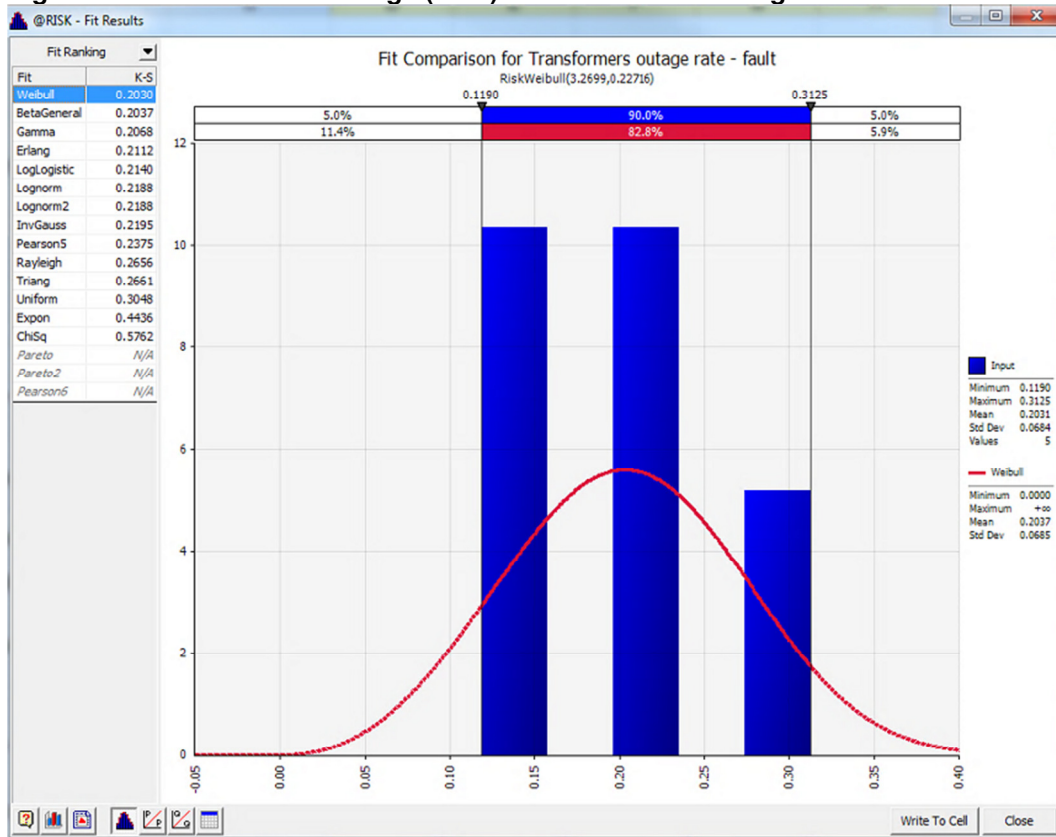 @RISK - Fit Results
Fit Ranking
Fit K-S
Weibull 0.2030
BetaGeneral 0.2037
Gamma 0.2068
Erlang 0.2112
LogLogistic 0.2140
Lognorm 0.2188
Lognorm2 0.2188
InvGauss 0.2195
Pearson5 0.2375
Rayleigh 0.2656
Triang 0.2661
Uniform 0.3048
Expon 0.4436
ChiSq 0.5762
Pareto N/A
Pareto2 N/A
Pearson6 N/A
Fit Comparison for Transformers outage rate - fault
RiskWeibull(3.2699,0.22716)
0.1190 0.3125
5.0% 90.0% 5.0%
11.4% 82.8% 5.9%
12
10
8
6
4
2
0
-0.05 0.00 0.05 0.10 0.15 0.20 0.25 0.30 0.35 0.40
Input
Minimum 0.1190
Maximum 0.3125
Mean 0.2031
Std Dev 0.0684
Values 5
Weibull
Minimum 0.0000
Maximum +∞
Mean 0.2037
Std Dev 0.0685
Write To Cell Close